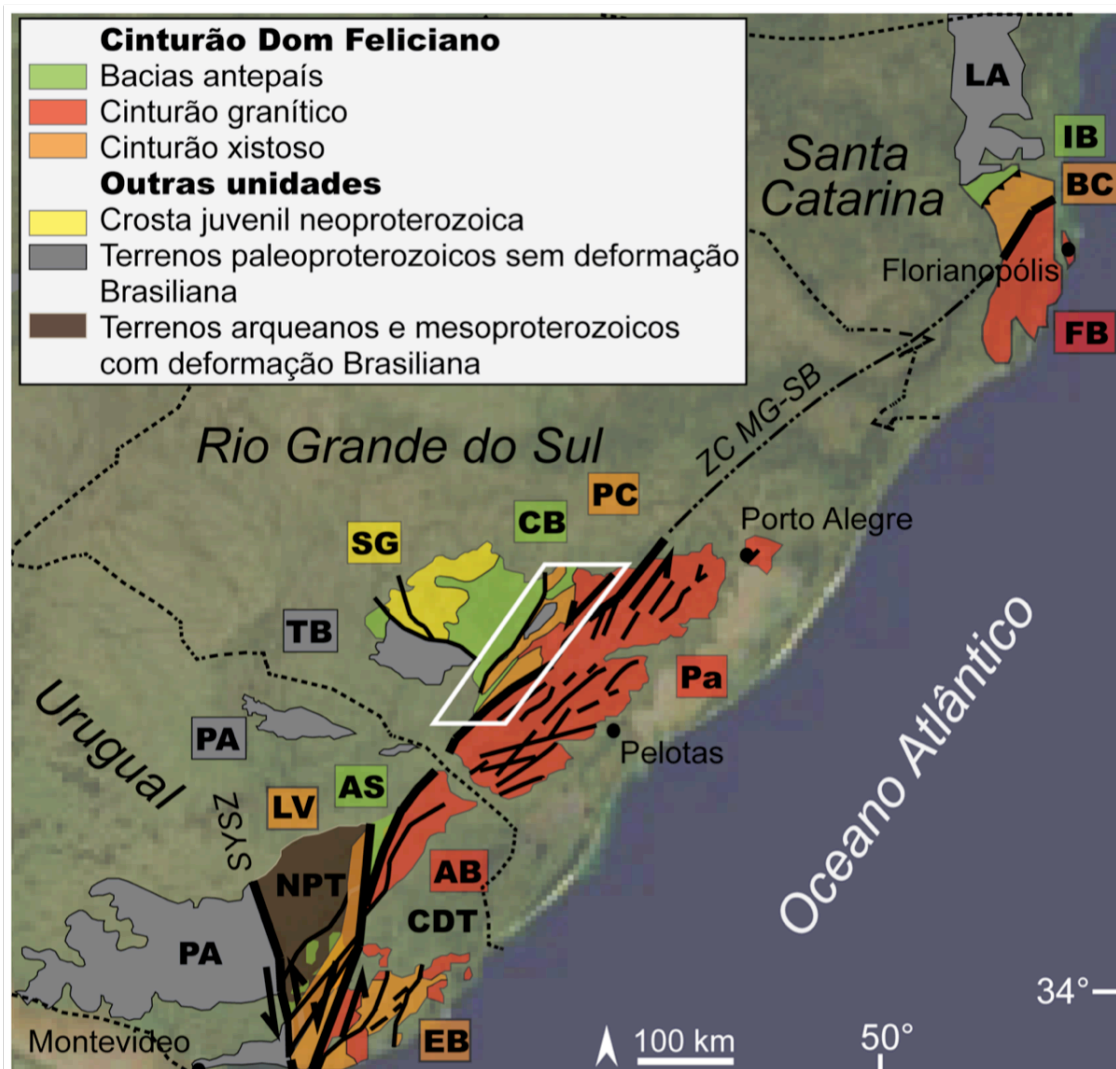 Cinturão Dom Feliciano
Bacias antepaís
Cinturão granítico
Cinturão xistoso
Outras unidades
Crosta juvenil neoproterozoica
Terrenos paleoproterozoicos sem deformação
Brasiliana
Terrenos arqueanos e mesoproterozoicos
com deformação Brasiliana
LA
IB
Santa
Catarina
BC
Florianopólis
FB
ZC MG-SB
Rio Grande do Sul
PC
CB
Porto Alegre
SG
TB
Pa
Urugual
PA
Pelotas
Oceano Atlântico
AS
LV
SYSZ
NPT
AB
CDT
PA
34°
Montevideo
EB
100 km
50°